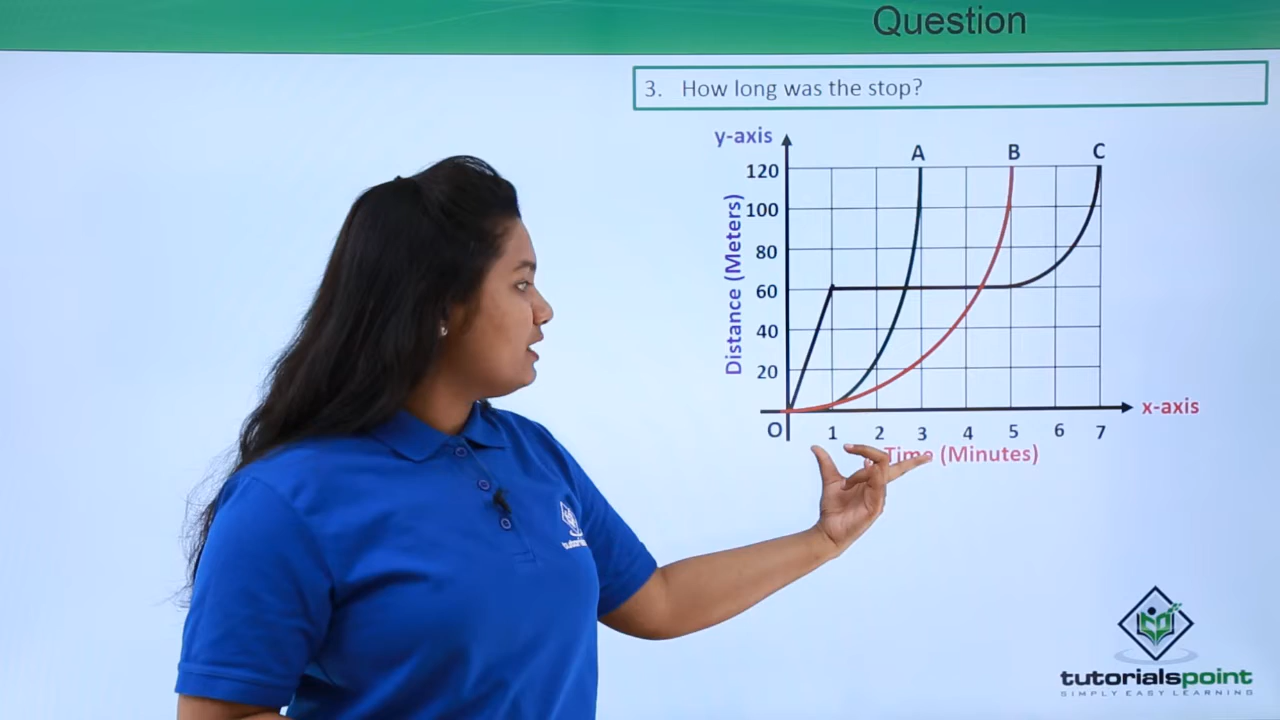 Question
3. How long was the stop?
y-axis
A B C
120
100
80
60
40
20
Distance (Meters)
O 1 2 3 4 5 6 7
x-axis
Time (Minutes)
tutorialspoint
SIMPLY EASY LEARNING